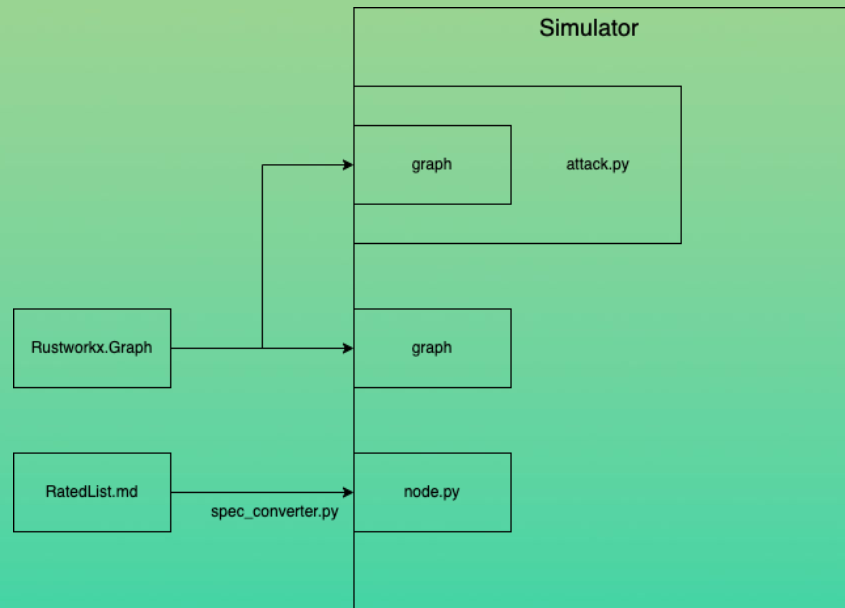 Simulator
graph
attack.py
Rustworkx.Graph
graph
RatedList.md
spec_converter.py
node.py